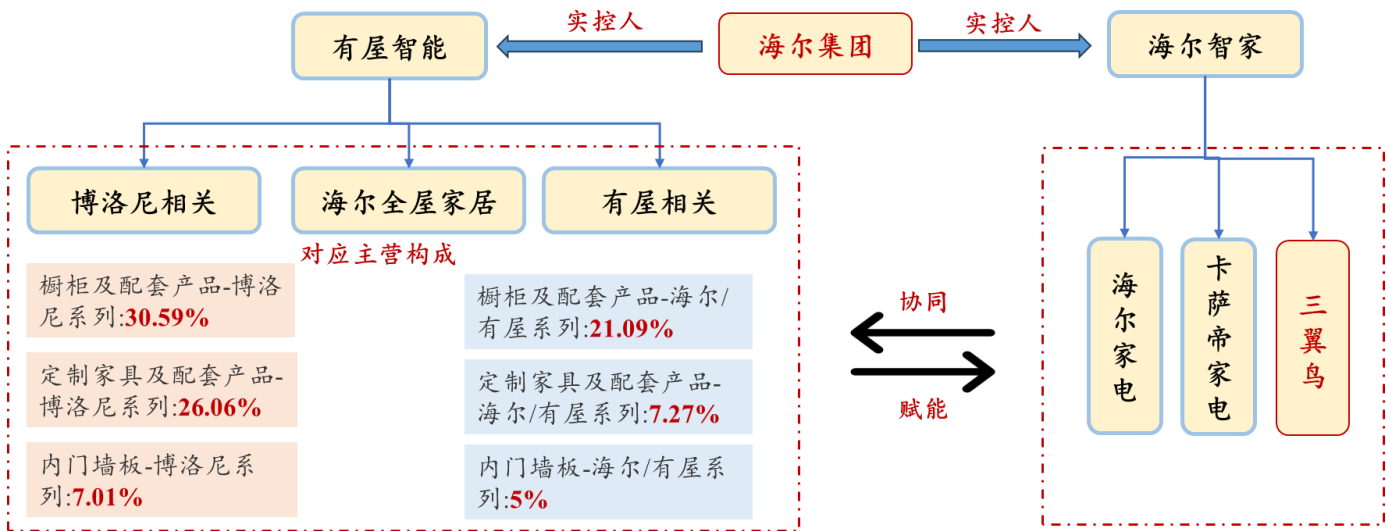 有屋智能
实控人
海尔集团
实控人
海尔智家
博洛尼相关
海尔全屋家居
有屋相关
对应主营构成
橱柜及配套产品-博洛
尼系列:30.59%
定制家具及配套产品-
博洛尼系列:26.06%
内门墙板-博洛尼系
列:7.01%
橱柜及配套产品-海尔/
有屋系列:21.09%
定制家具及配套产品-
海尔/有屋系列:7.27%
内门墙板-海尔/有屋系
列:5%
协同
赋能
海尔家电
卡萨帝家电
三翼鸟